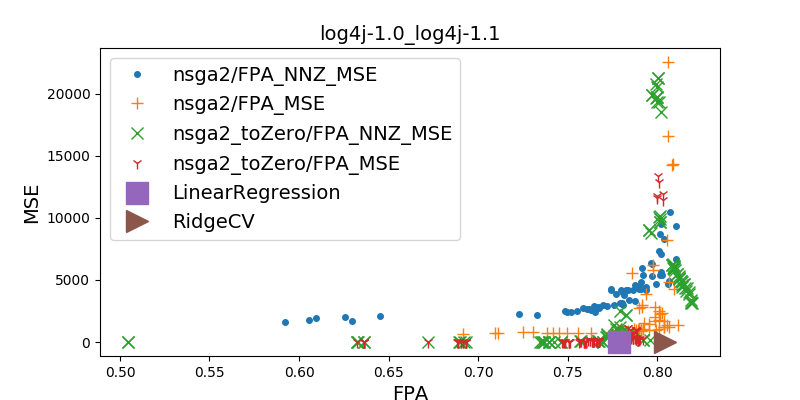 log4j-1.0_log4j-1.1
nsga2/FPA_NNZ_MSE
nsga2/FPA_MSE
nsga2_toZero/FPA_NNZ_MSE
nsga2_toZero/FPA_MSE
LinearRegression
RidgeCV
MSE
20000
15000
10000
5000
0
0.50 0.55 0.60 0.65 0.70 0.75 0.80
FPA